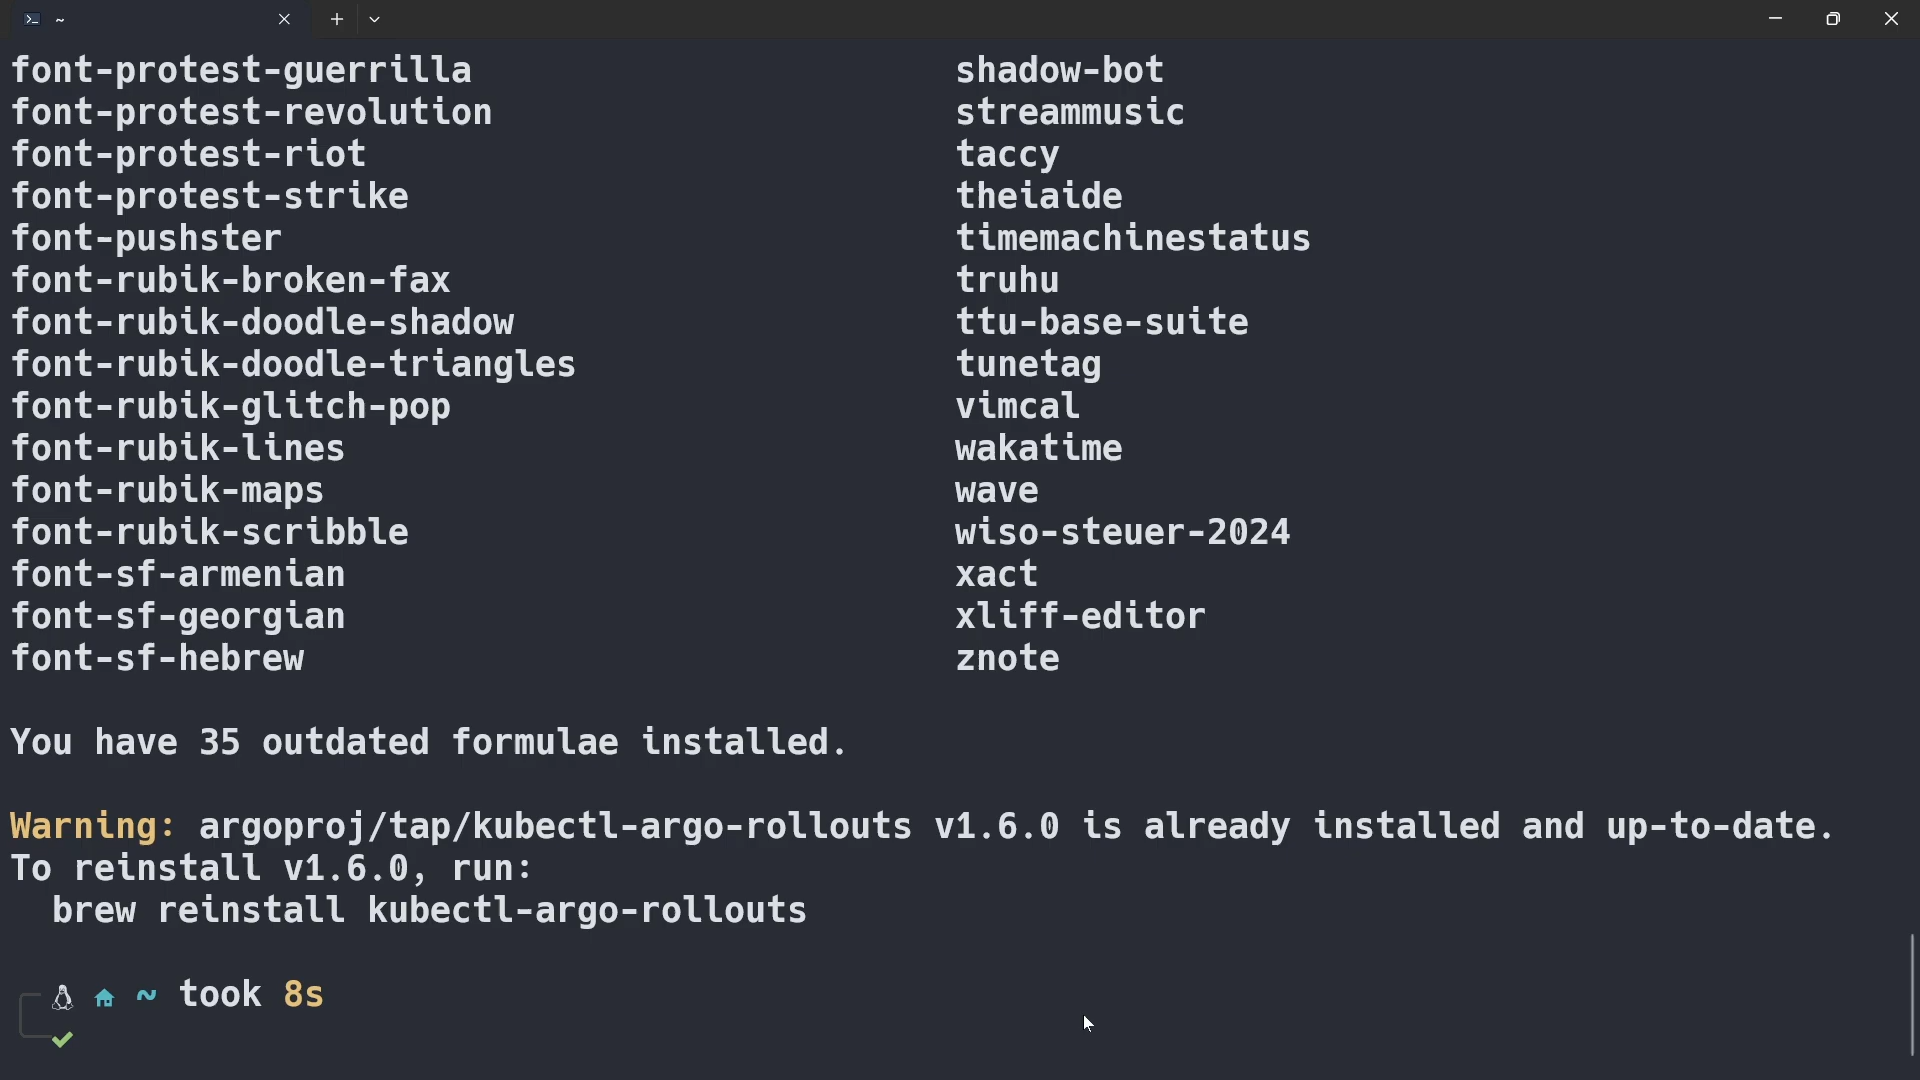 ~
font-protest-guerrilla shadow-bot
font-protest-revolution streammusic
font-protest-riot taccy
font-protest-strike theiaide
font-pushster timemachinestatus
font-rubik-broken-fax truhu
font-rubik-doodle-shadow ttu-base-suite
font-rubik-doodle-triangles tunetag
font-rubik-glitch-pop vimcal
font-rubik-lines wakatime
font-rubik-maps wave
font-rubik-scribble wiso-steuer-2024
font-sf-armenian xact
font-sf-georgian xliff-editor
font-sf-hebrew znote
You have 35 outdated formulae installed.
Warning: argoproj/tap/kubectl-argo-rollouts v1.6.0 is already installed and up-to-date.
To reinstall v1.6.0, run:
brew reinstall kubectl-argo-rollouts
~ took 8s